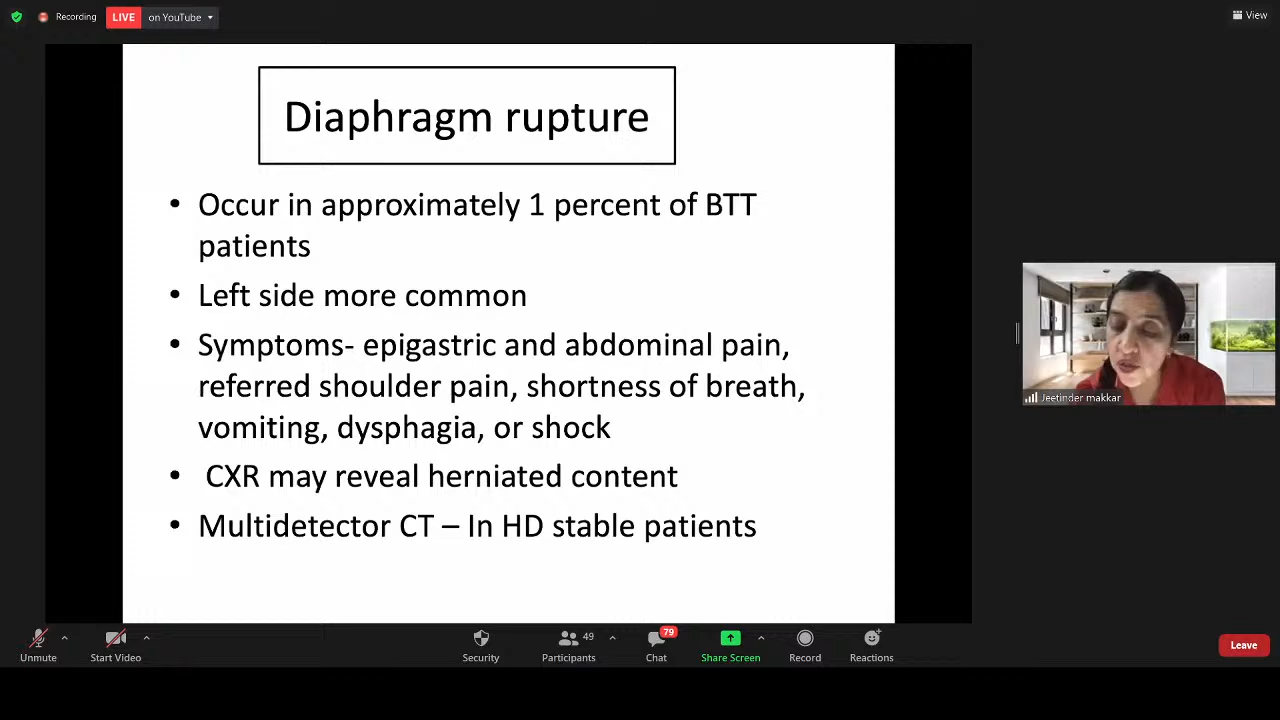 Recording
LIVE on YouTube
View
Diaphragm rupture
• Occur in approximately 1 percent of BTT
patients
• Left side more common
• Symptoms- epigastric and abdominal pain,
referred shoulder pain, shortness of breath,
vomiting, dysphagia, or shock
• CXR may reveal herniated content
• Multidetector CT – In HD stable patients
Jeetinder makkar
Unmute
Start Video
Security
Participants 49
Chat 79
Share Screen
Record
Reactions
Leave